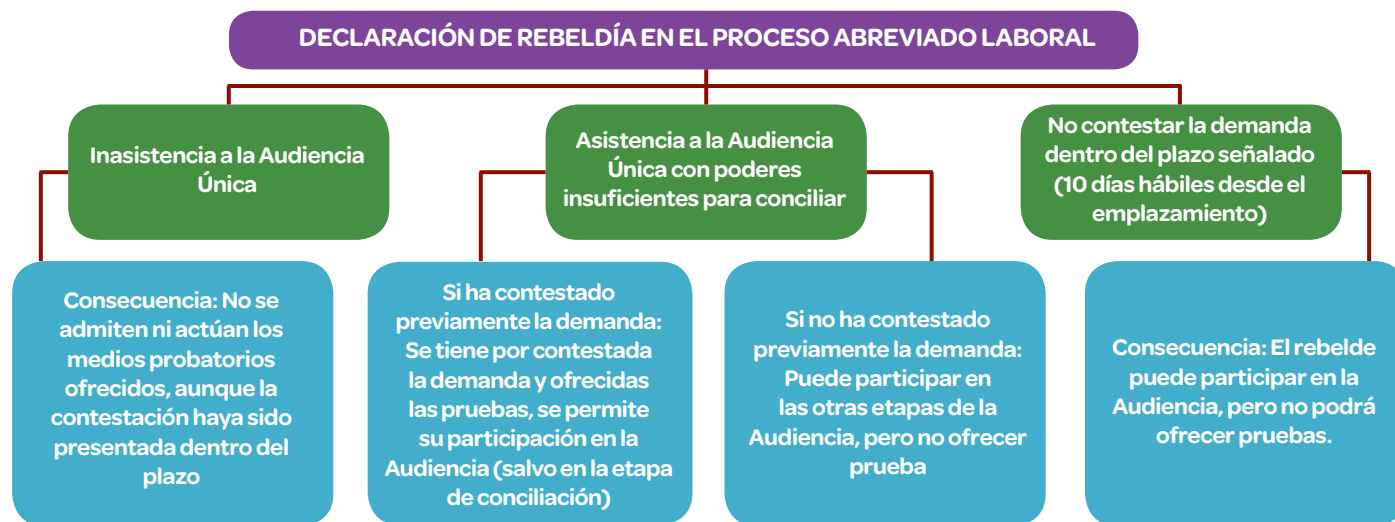 DECLARACIÓN DE REBELDÍA EN EL PROCESO ABREVIADO LABORAL
Inasistencia a la Audiencia
Única
Asistencia a la Audiencia
Única con poderes
insuficientes para conciliar
No contestar la demanda
dentro del plazo señalado
(10 días hábiles desde el
emplazamiento)
Consecuencia: No se
admiten ni actúan los
medios probatorios
ofrecidos, aunque la
contestación haya sido
presentada dentro del
plazo
Si ha contestado
previamente la demanda:
Se tiene por contestada
la demanda y ofrecidas
las pruebas, se permite
su participación en la
Audiencia (salvo en la etapa
de conciliación)
Si no ha contestado
previamente la demanda:
Puede participar en
las otras etapas de la
Audiencia, pero no ofrecer
prueba
Consecuencia: El rebelde
puede participar en la
Audiencia, pero no podrá
ofrecer pruebas.